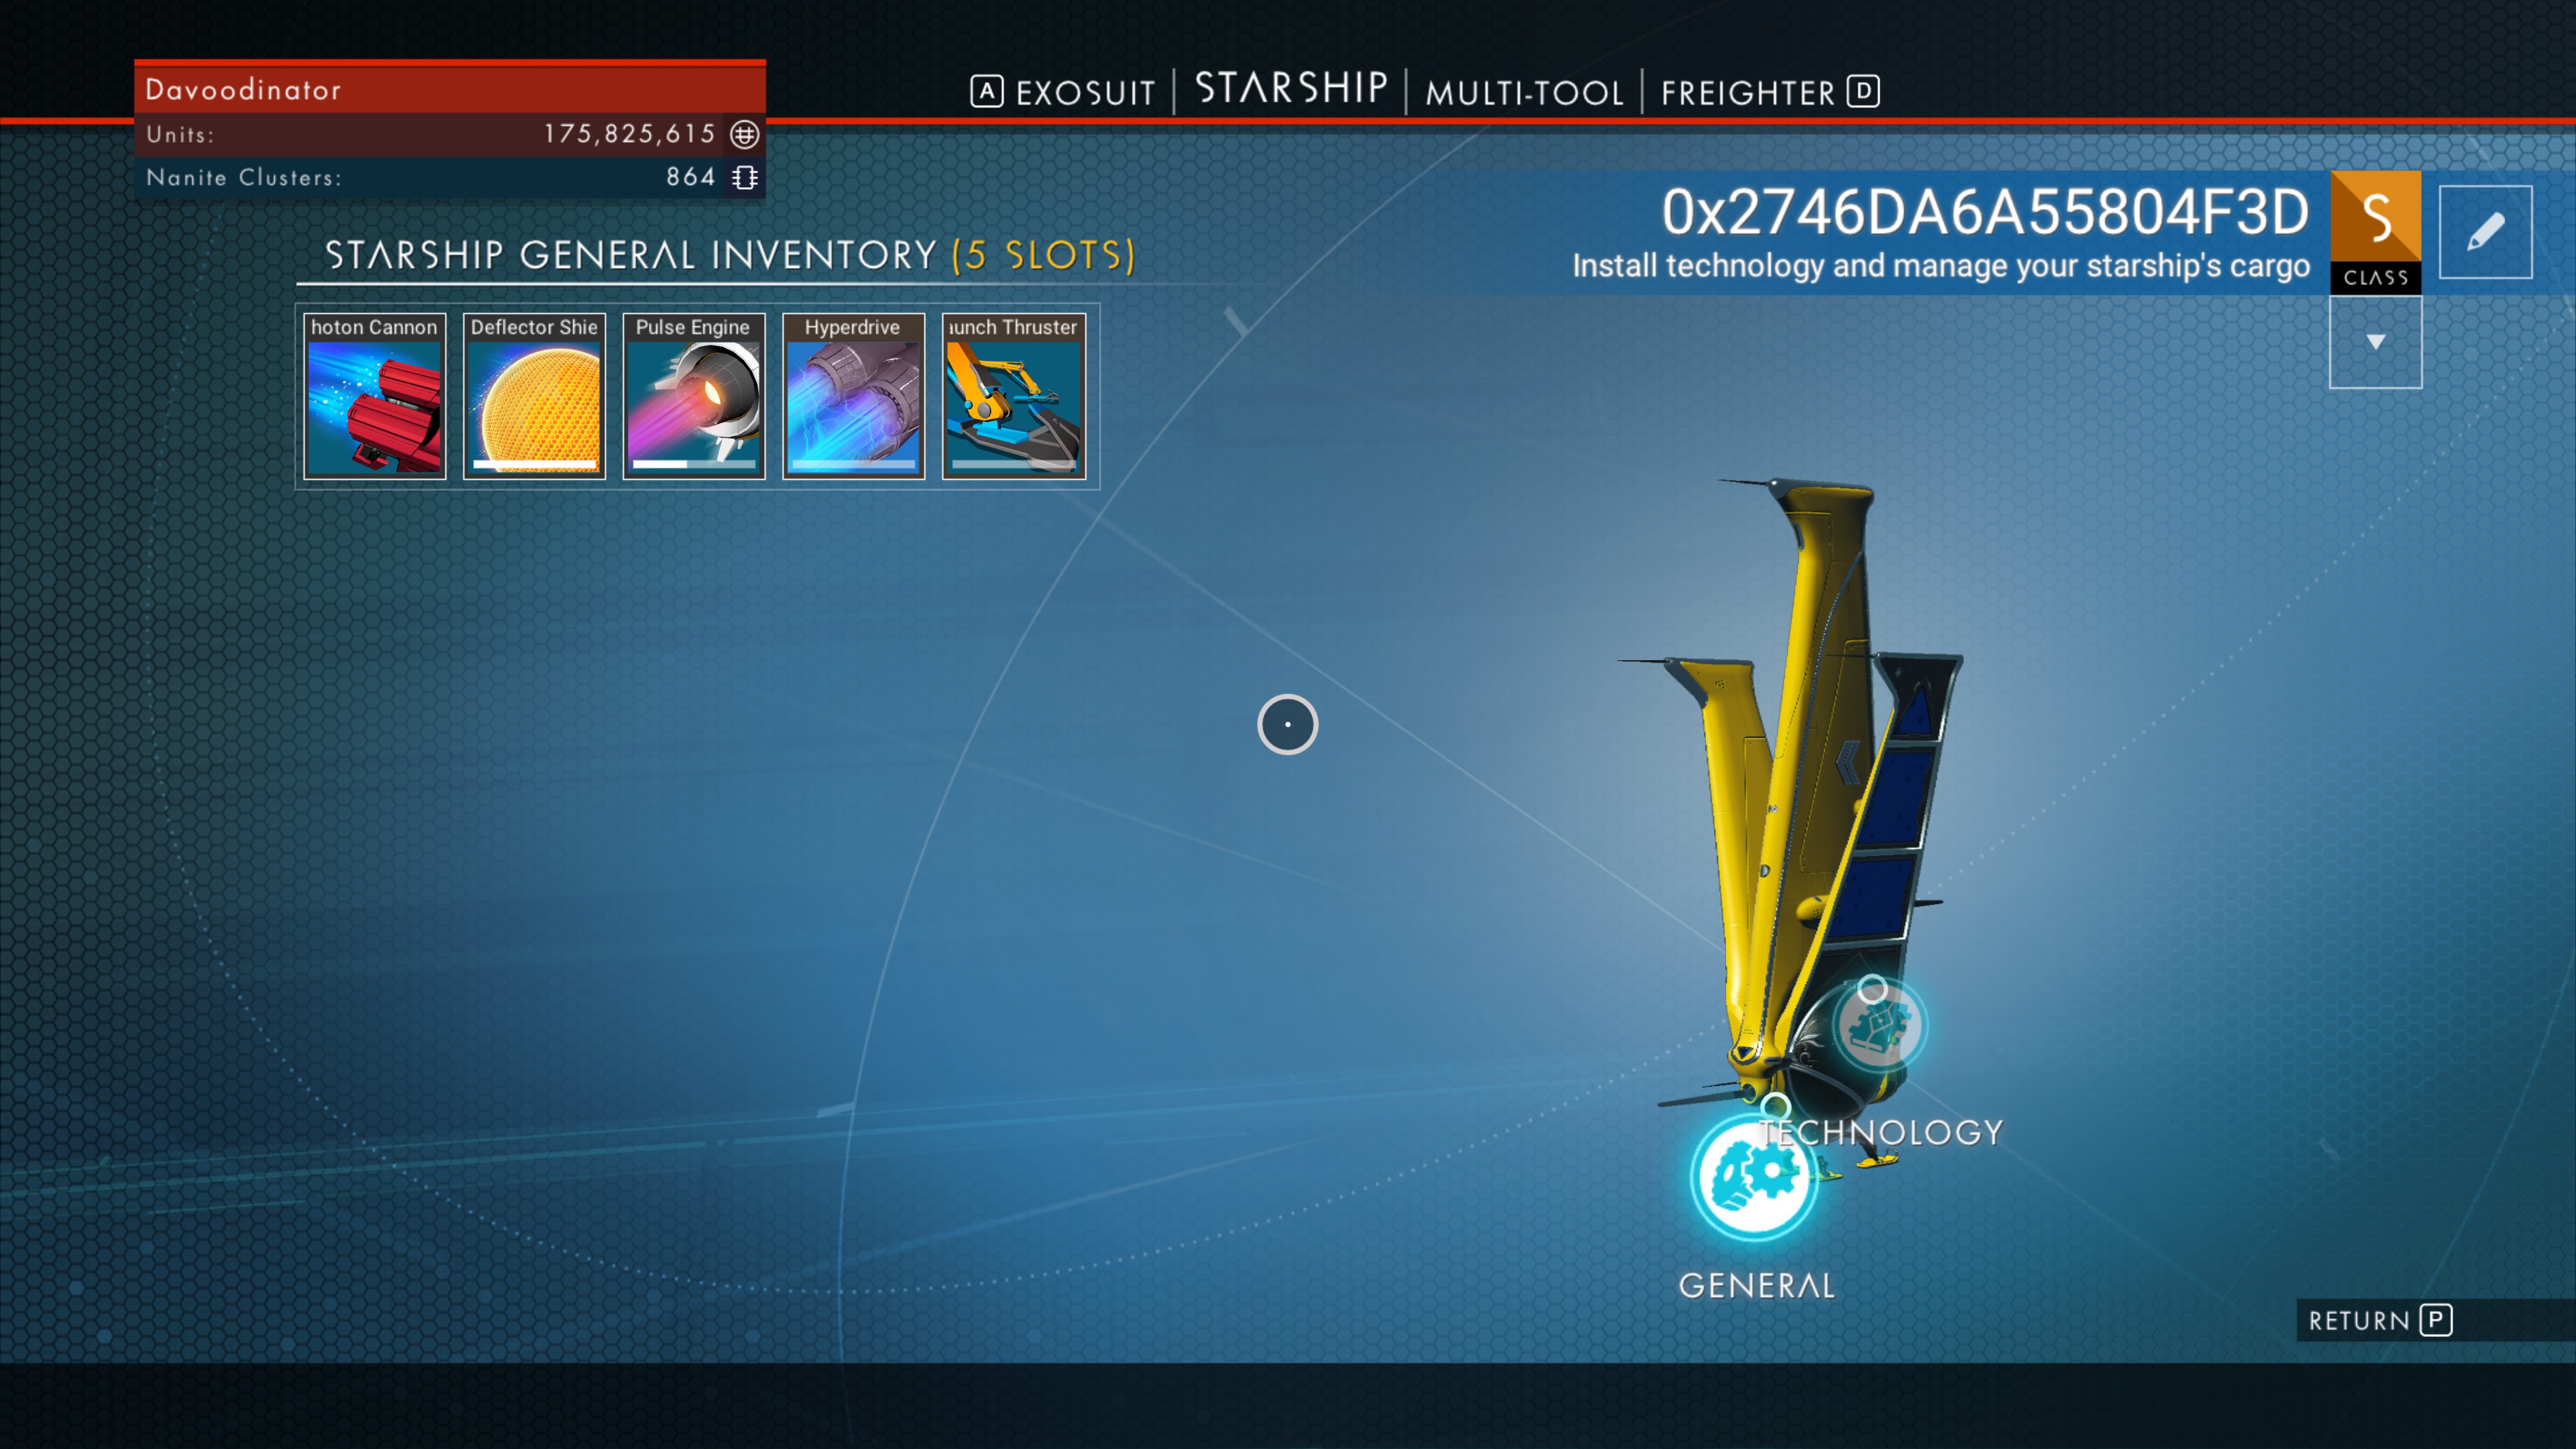 Davoodinator
Units: 175,825,615
Nanite Clusters: 864
A EXOSUIT STARSHIP MULTI-TOOL FREIGHTER D
0x2746DA6A55804F3D
Install technology and manage your starship's cargo
S
CLASS
STARSHIP GENERAL INVENTORY (5 SLOTS)
hoton Cannon Deflector Shie Pulse Engine Hyperdrive aunch Thruster
TECHNOLOGY
GENERAL
RETURN P